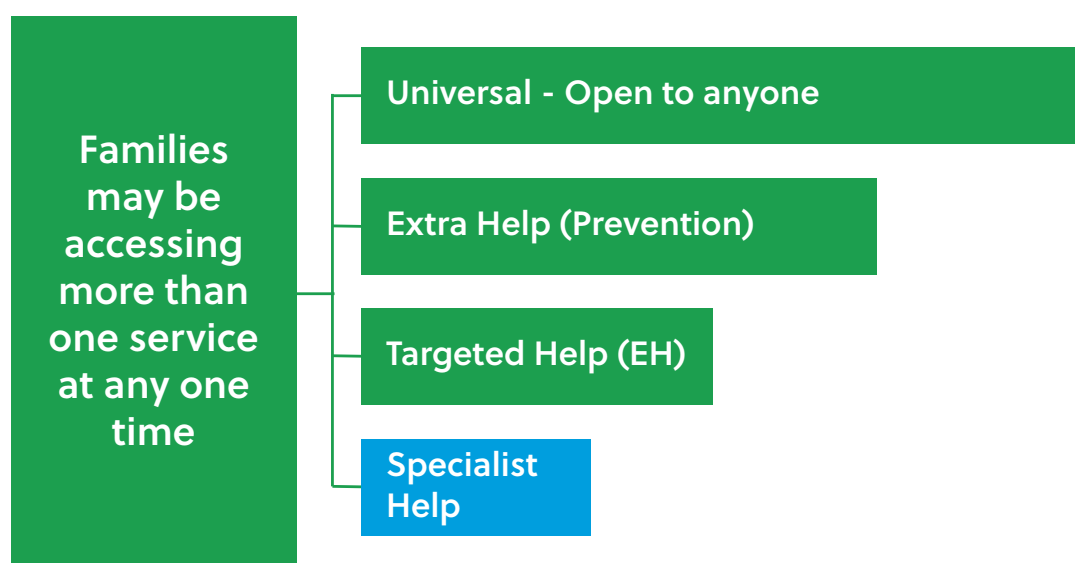 Families
may be
accessing
more than
one service
at any one
time
Universal - Open to anyone
Extra Help (Prevention)
Targeted Help (EH)
Specialist
Help